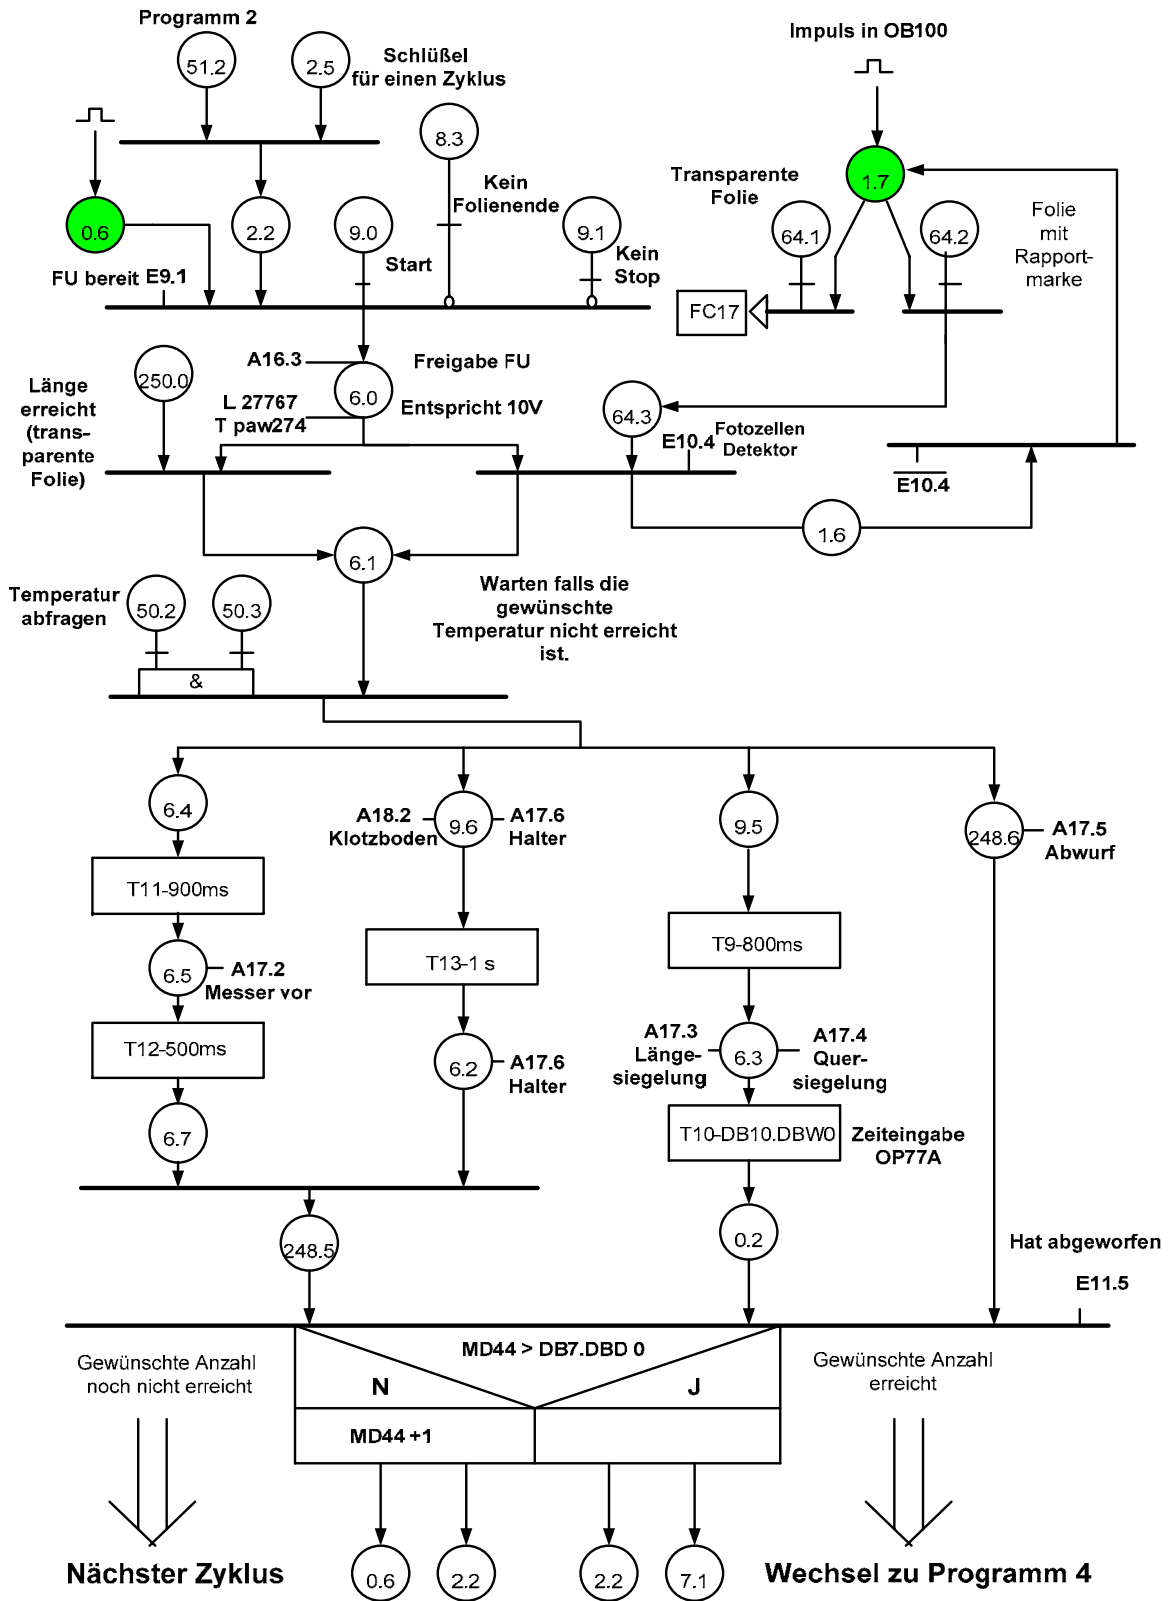 Programm 2
Impuls in OB100
51.2
2.5
Schlüßel
für einen Zyklus
8.3
Kein
Folienende
0.6
2.2
9.0
9.1
Start
Kein
Stop
FU bereit E9.1
1.7
Transparente
Folie
64.1
64.2
Folie
mit
Rapport-
marke
FC17
A16.3
Freigabe FU
250.0
6.0
Länge
erreicht
(trans-
parente
Folie)
L 27767
T paw274
Entspricht 10V
64.3
E10.4
Fotozellen
Detektor
E10.4
1.6
6.1
Temperatur
abfragen
50.2
50.3
&
Warten falls die
gewünschte
Temperatur nicht erreicht
ist.
6.4
A18.2
Klotzboden
9.6
A17.6
Halter
9.5
248.6
A17.5
Abwurf
T11-900ms
T13-1 s
T9-800ms
6.5
A17.2
Messer vor
T12-500ms
6.2
A17.6
Halter
A17.3
Länge-
siegelung
6.3
A17.4
Quer-
siegelung
6.7
T10-DB10.DBW0
Zeiteingabe
OP77A
248.5
0.2
Hat abgeworfen
E11.5
MD44 > DB7.DBD 0
Gewünschte Anzahl
noch nicht erreicht
N
J
Gewünschte Anzahl
erreicht
MD44 +1
Nächster Zyklus
0.6
2.2
2.2
7.1
Wechsel zu Programm 4